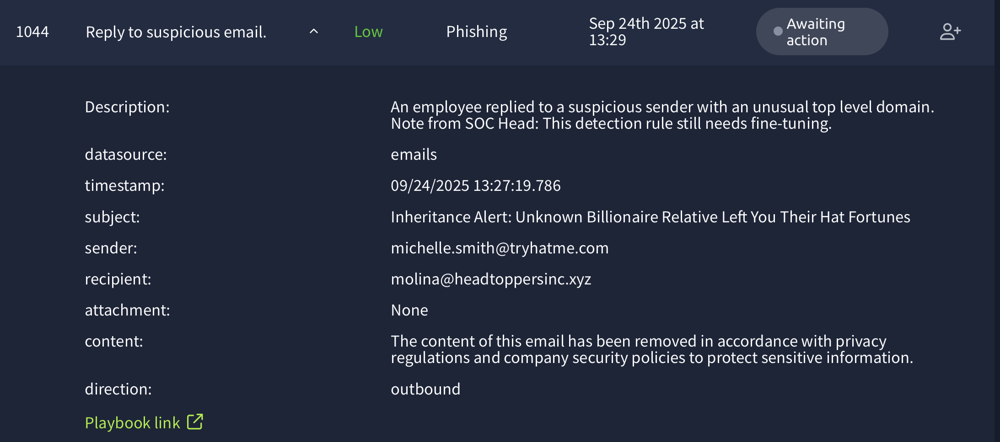 1044
Reply to suspicious email.
Low
Phishing
Sep 24th 2025 at
13:29
Awaiting
action
Description:
An employee replied to a suspicious sender with an unusual top level domain.
Note from SOC Head: This detection rule still needs fine-tuning.
datasource:
emails
timestamp:
09/24/2025 13:27:19.786
subject:
Inheritance Alert: Unknown Billionaire Relative Left You Their Hat Fortunes
sender:
michelle.smith@tryhatme.com
recipient:
molina@headtoppersinc.xyz
attachment:
None
content:
The content of this email has been removed in accordance with privacy
regulations and company security policies to protect sensitive information.
direction:
outbound
Playbook link